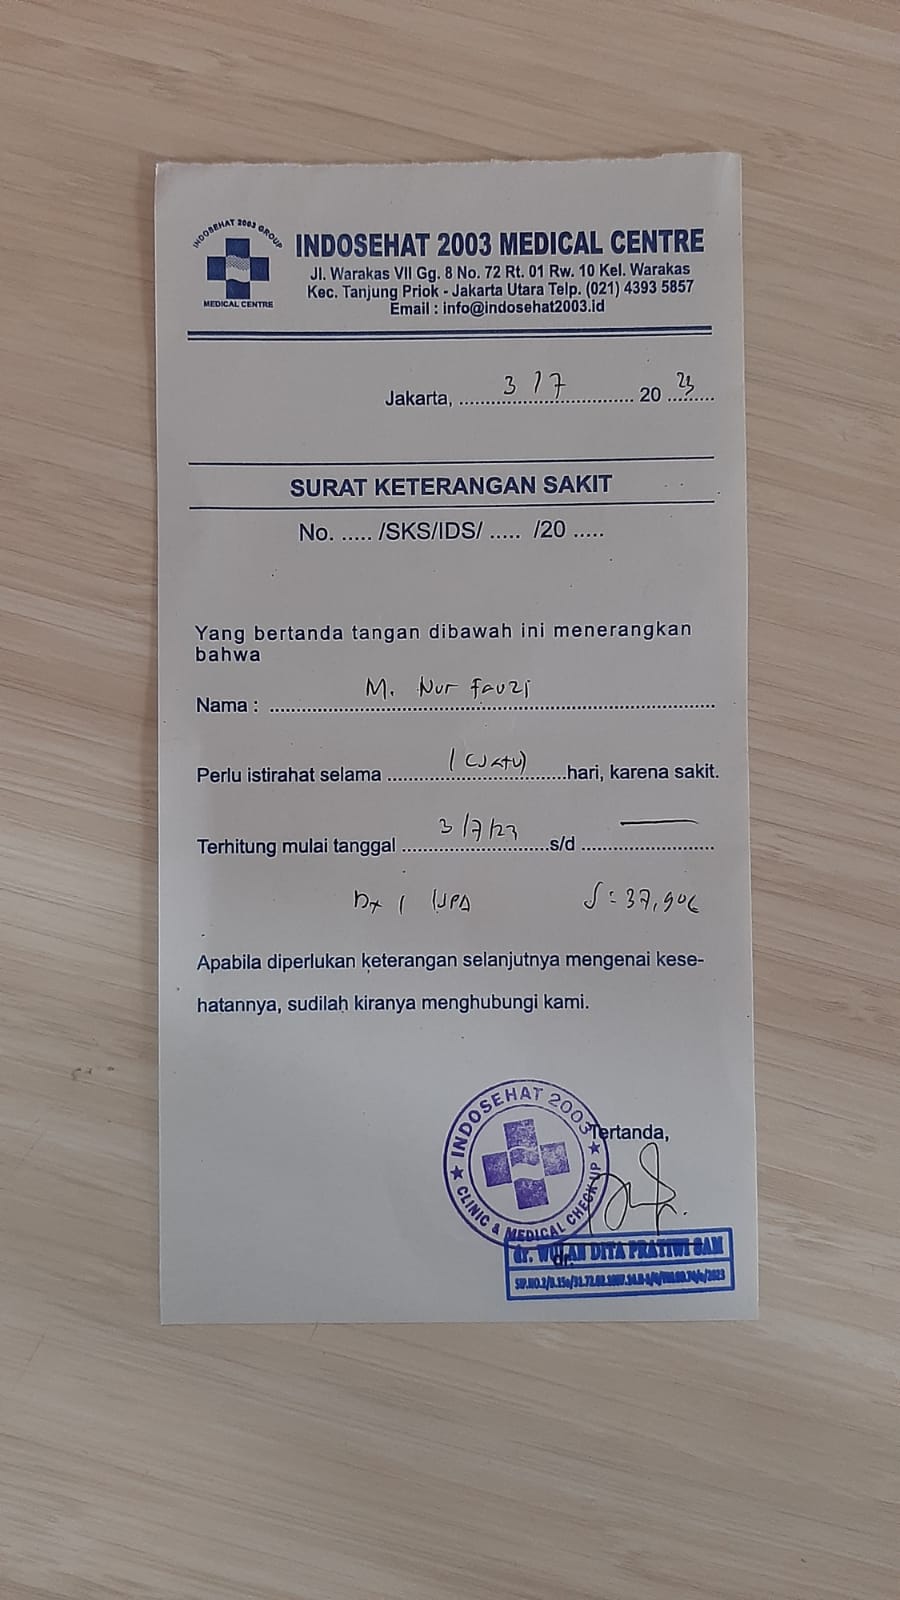 INDOSEHAT 2003 GROUP
MEDICAL CENTRE
INDOSEHAT 2003 MEDICAL CENTRE
Jl. Warakas VII Gg. 8 No. 72 Rt. 01 Rw. 10 Kel. Warakas
Kec. Tanjung Priok - Jakarta Utara Telp. (021) 4393 5857
Email : info@indosehat2003.id
Jakarta, 3 / 7 20 23
SURAT KETERANGAN SAKIT
No. ..... /SKS/IDS/ ..... /20 .....
Yang bertanda tangan dibawah ini menerangkan
bahwa
Nama : M. Nur Fauzi
Perlu istirahat selama 1 (satu) hari, karena sakit.
Terhitung mulai tanggal 3/7/23 s/d —
Dx S = 37,9°C
Apabila diperlukan keterangan selanjutnya mengenai kese-
hatannya, sudilah kiranya menghubungi kami.
INDOSEHAT 2003
CLINIC & MEDICAL CHECK UP
Tertanda,
dr. WULAN DITA PRATIWI SAM
dr.